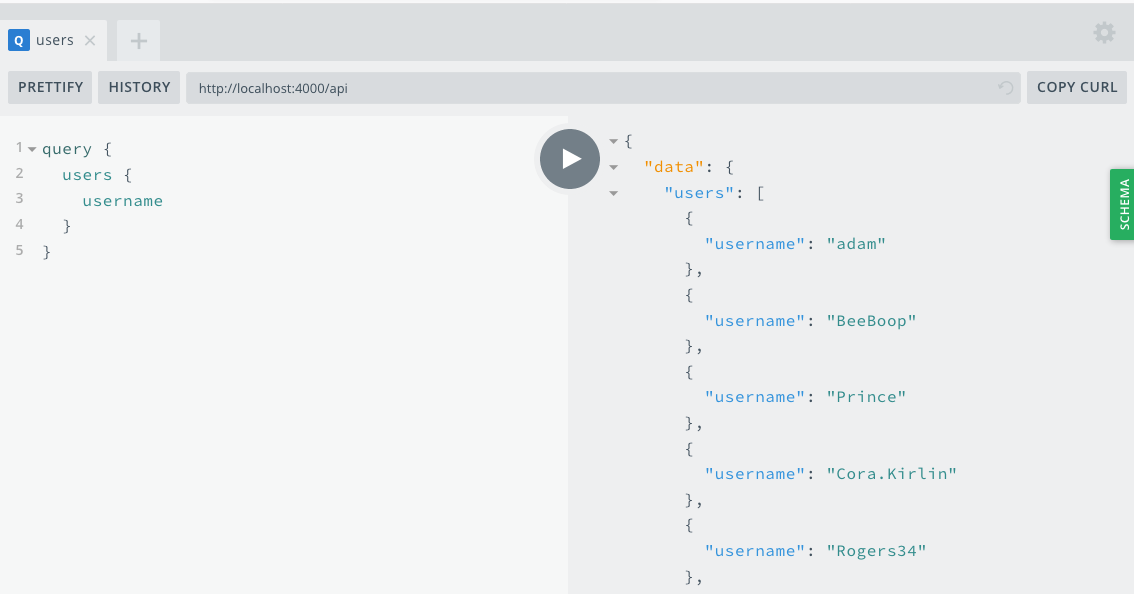 Q users
PRETTIFY HISTORY http://localhost:4000/api COPY CURL
1 query {
2 users {
3 username
4 }
5 }
{
"data": {
"users": [
{
"username": "adam"
},
{
"username": "BeeBoop"
},
{
"username": "Prince"
},
{
"username": "Cora.Kirlin"
},
{
"username": "Rogers34"
},
SCHEMA